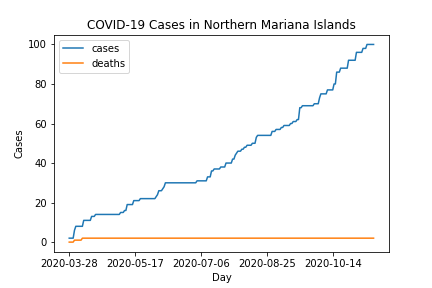 COVID-19 Cases in Northern Mariana Islands
cases
deaths
100
80
60
40
20
0
Cases
2020-03-28 2020-05-17 2020-07-06 2020-08-25 2020-10-14
Day